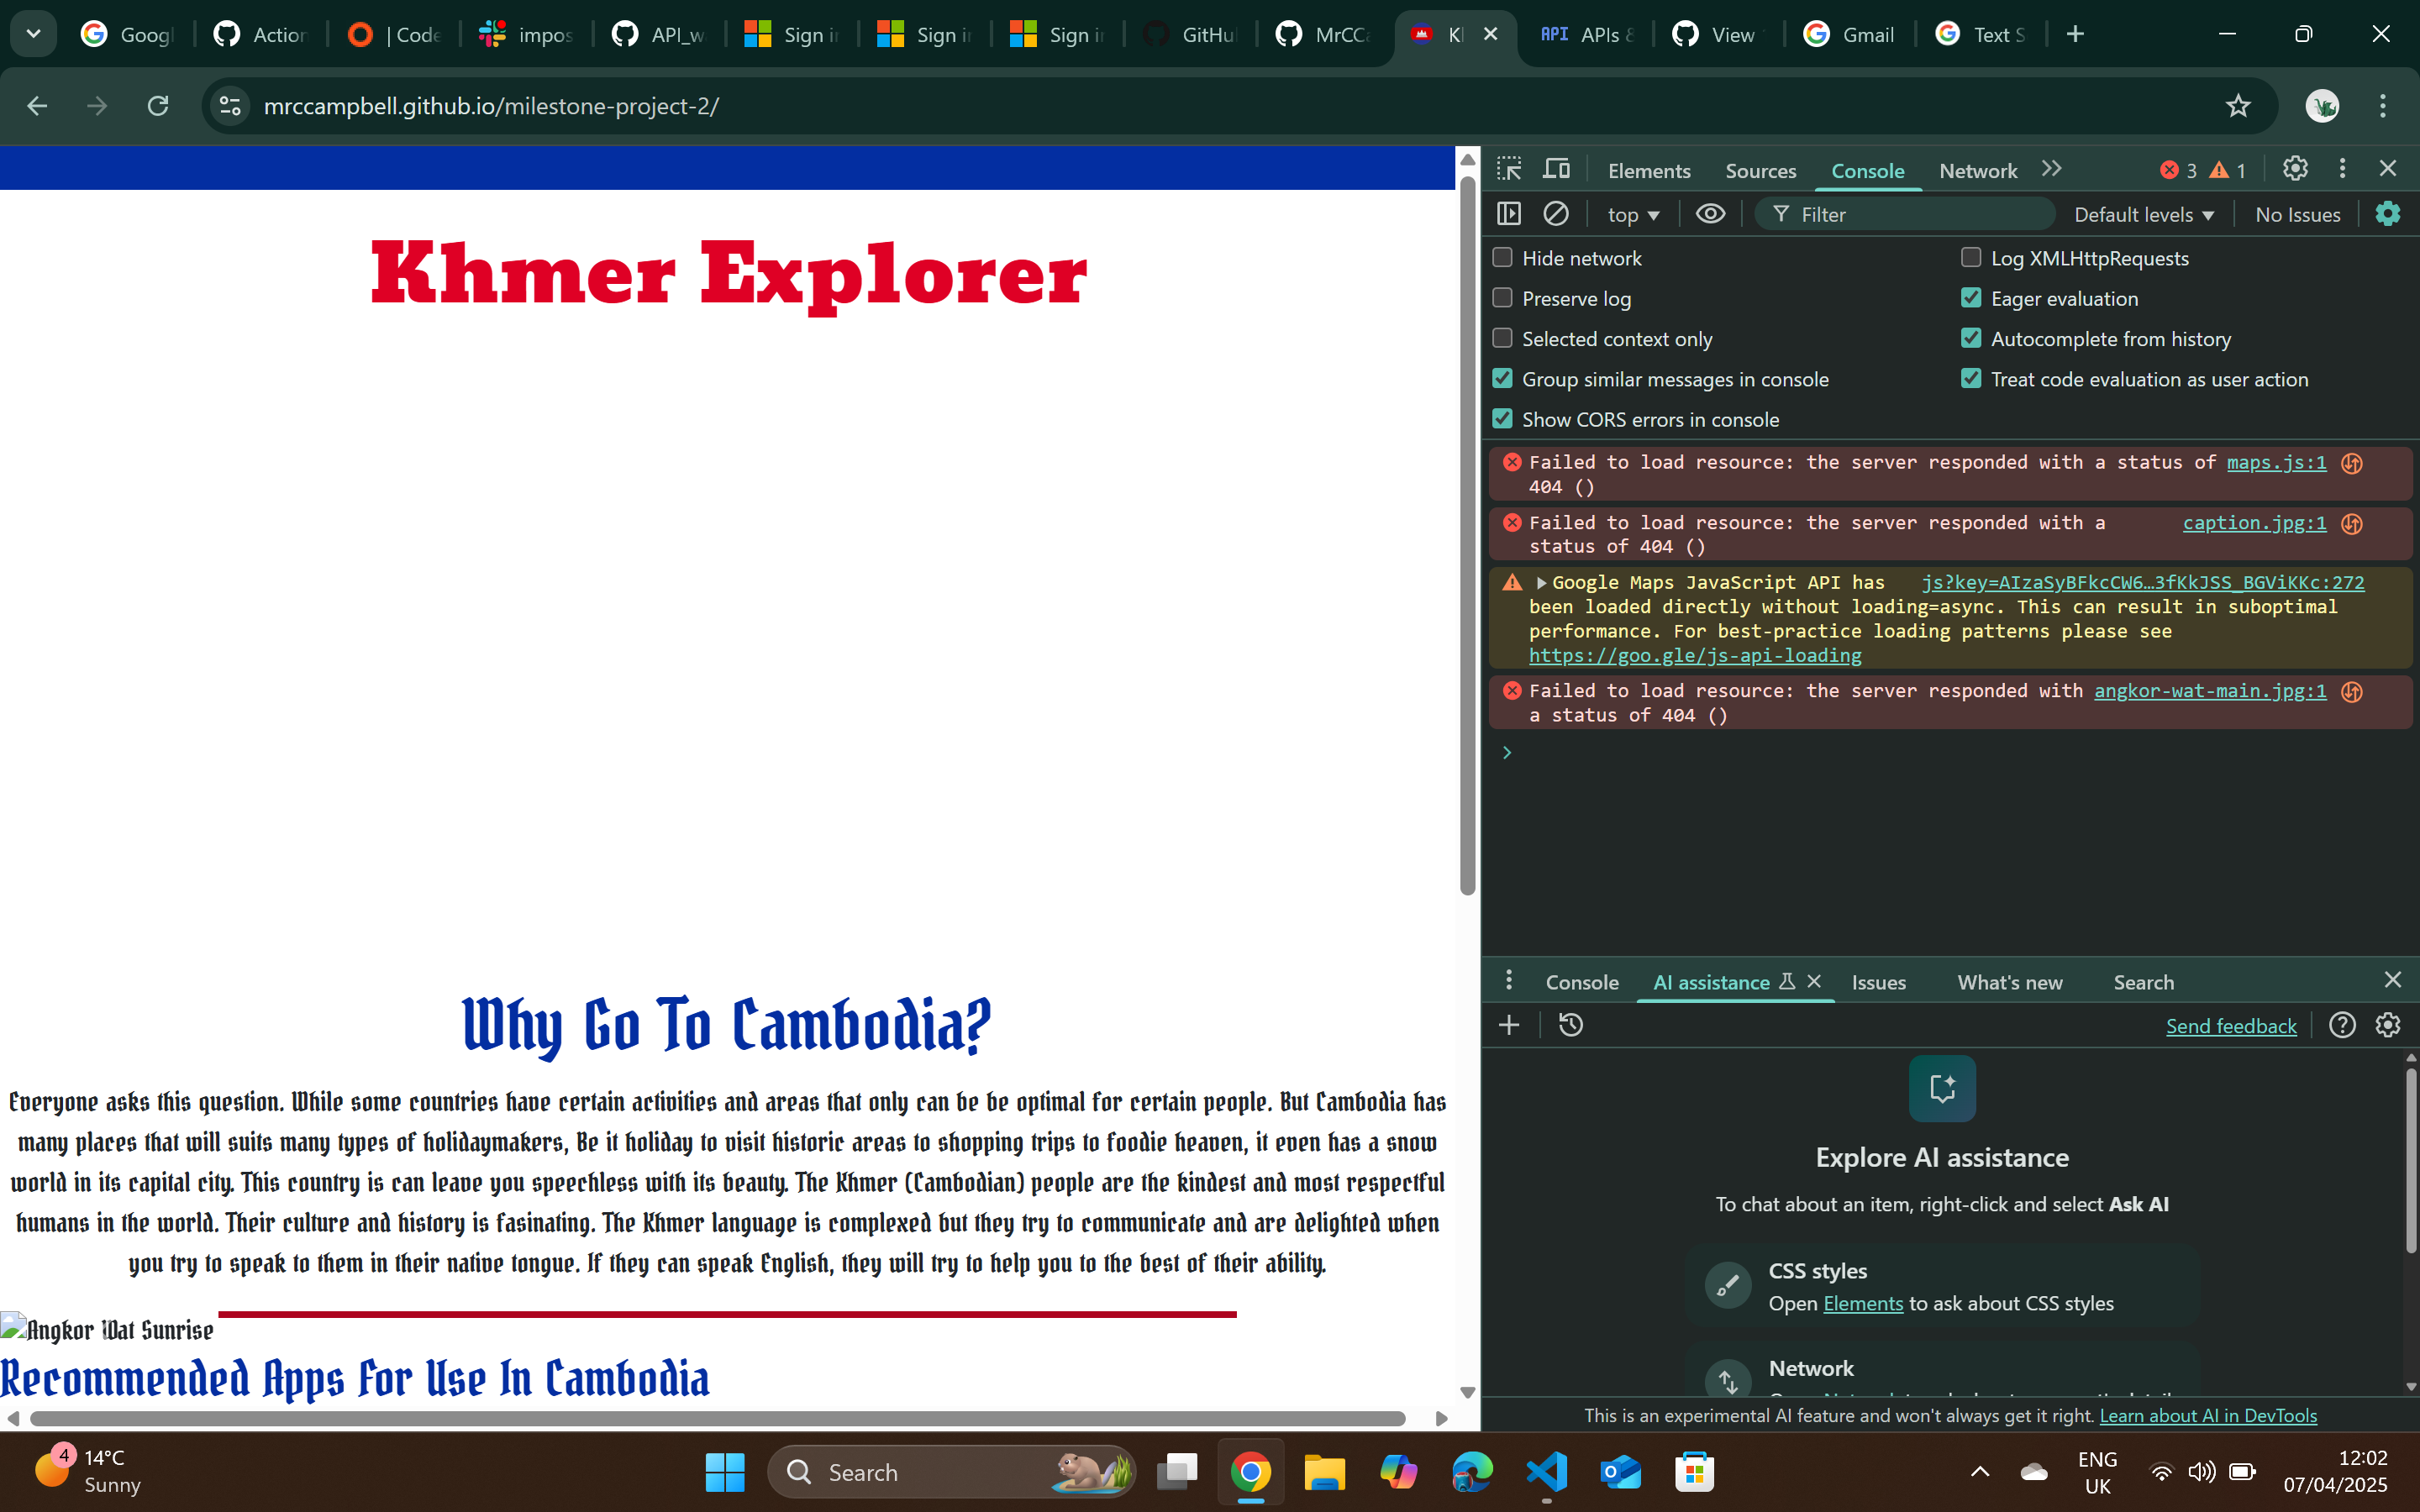 Googl
Action
| Code
impos
API_w
Sign i
Sign i
Sign i
GitHu
MrCCa
Kl
API
APIs &
View
Gmail
Text S
mrccampbell.github.io/milestone-project-2/
Khmer Explorer
Why Go To Cambodia?
Everyone asks this question. While some countries have certain activities and areas that only can be be optimal for certain people. But Cambodia has
many places that will suits many types of holidaymakers, Be it holiday to visit historic areas to shopping trips to foodie heaven, it even has a snow
world in its capital city. This country is can leave you speechless with its beauty. The Khmer (Cambodian) people are the kindest and most respectful
humans in the world. Their culture and history is fasinating. The Khmer language is complexed but they try to communicate and are delighted when
you try to speak to them in their native tongue. If they can speak English, they will try to help you to the best of their ability.
Angkor Wat Sunrise
Recommended Apps For Use In Cambodia
Elements Sources Console Network 3 1
top Filter Default levels No Issues
Hide network
Log XMLHttpRequests
Preserve log
Eager evaluation
Selected context only
Autocomplete from history
Group similar messages in console
Treat code evaluation as user action
Show CORS errors in console
Failed to load resource: the server responded with a status of maps.js:1
404 ()
Failed to load resource: the server responded with a caption.jpg:1
status of 404 ()
Google Maps JavaScript API has js?key=AIzaSyBFkcCW6…3fKkJSS_BGViKKc:272
been loaded directly without loading=async. This can result in suboptimal
performance. For best-practice loading patterns please see
https://goo.gle/js-api-loading
Failed to load resource: the server responded with angkor-wat-main.jpg:1
a status of 404 ()
Console AI assistance Issues What's new Search
Send feedback
Explore AI assistance
To chat about an item, right-click and select Ask AI
CSS styles
Open Elements to ask about CSS styles
Network
This is an experimental AI feature and won't always get it right. Learn about AI in DevTools
4
14°C
Sunny
Search
ENG
UK
12:02
07/04/2025